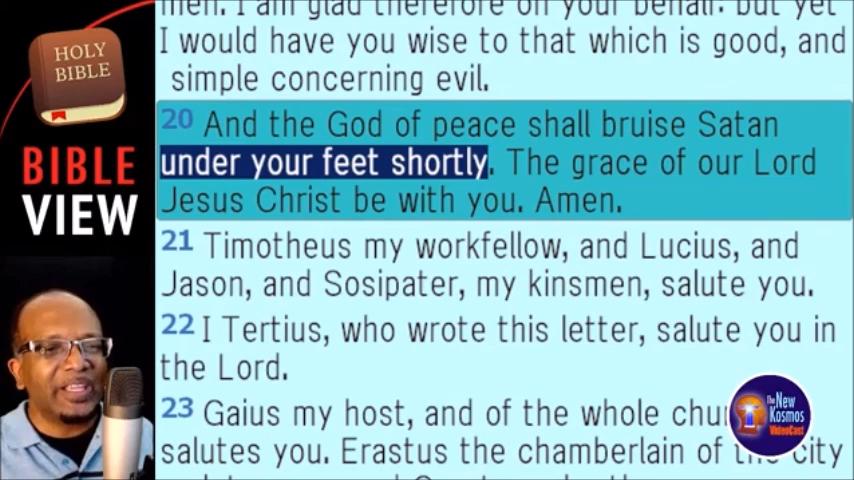 HOLY
BIBLE
BIBLE
VIEW
men. I am glad therefore on your behalf: but yet
I would have you wise to that which is good, and
simple concerning evil.
20 And the God of peace shall bruise Satan
under your feet shortly. The grace of our Lord
Jesus Christ be with you. Amen.
21 Timotheus my workfellow, and Lucius, and
Jason, and Sosipater, my kinsmen, salute you.
22 I Tertius, who wrote this letter, salute you in
the Lord.
23 Gaius my host, and of the whole
salutes you. Erastus the chamberlain of the city
The New
Kosmos
VideoCast